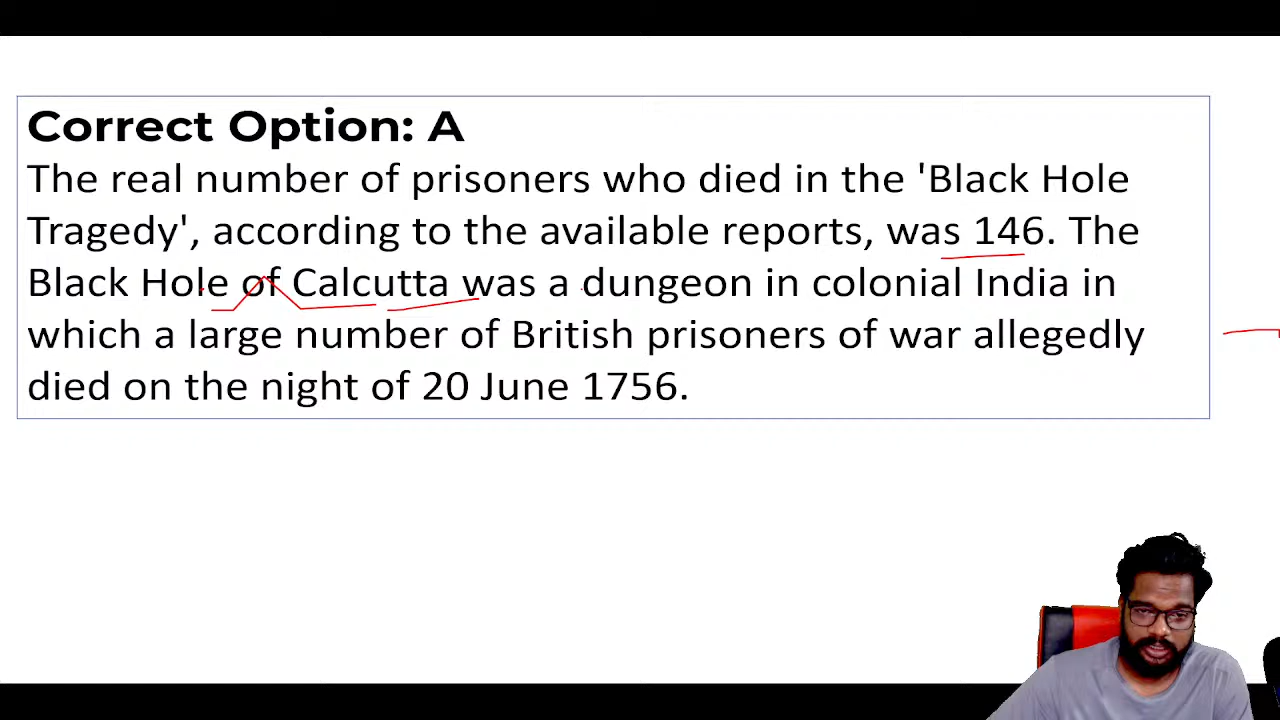 Correct Option: A
The real number of prisoners who died in the 'Black Hole
Tragedy', according to the available reports, was 146. The
Black Hole of Calcutta was a dungeon in colonial India in
which a large number of British prisoners of war allegedly
died on the night of 20 June 1756.